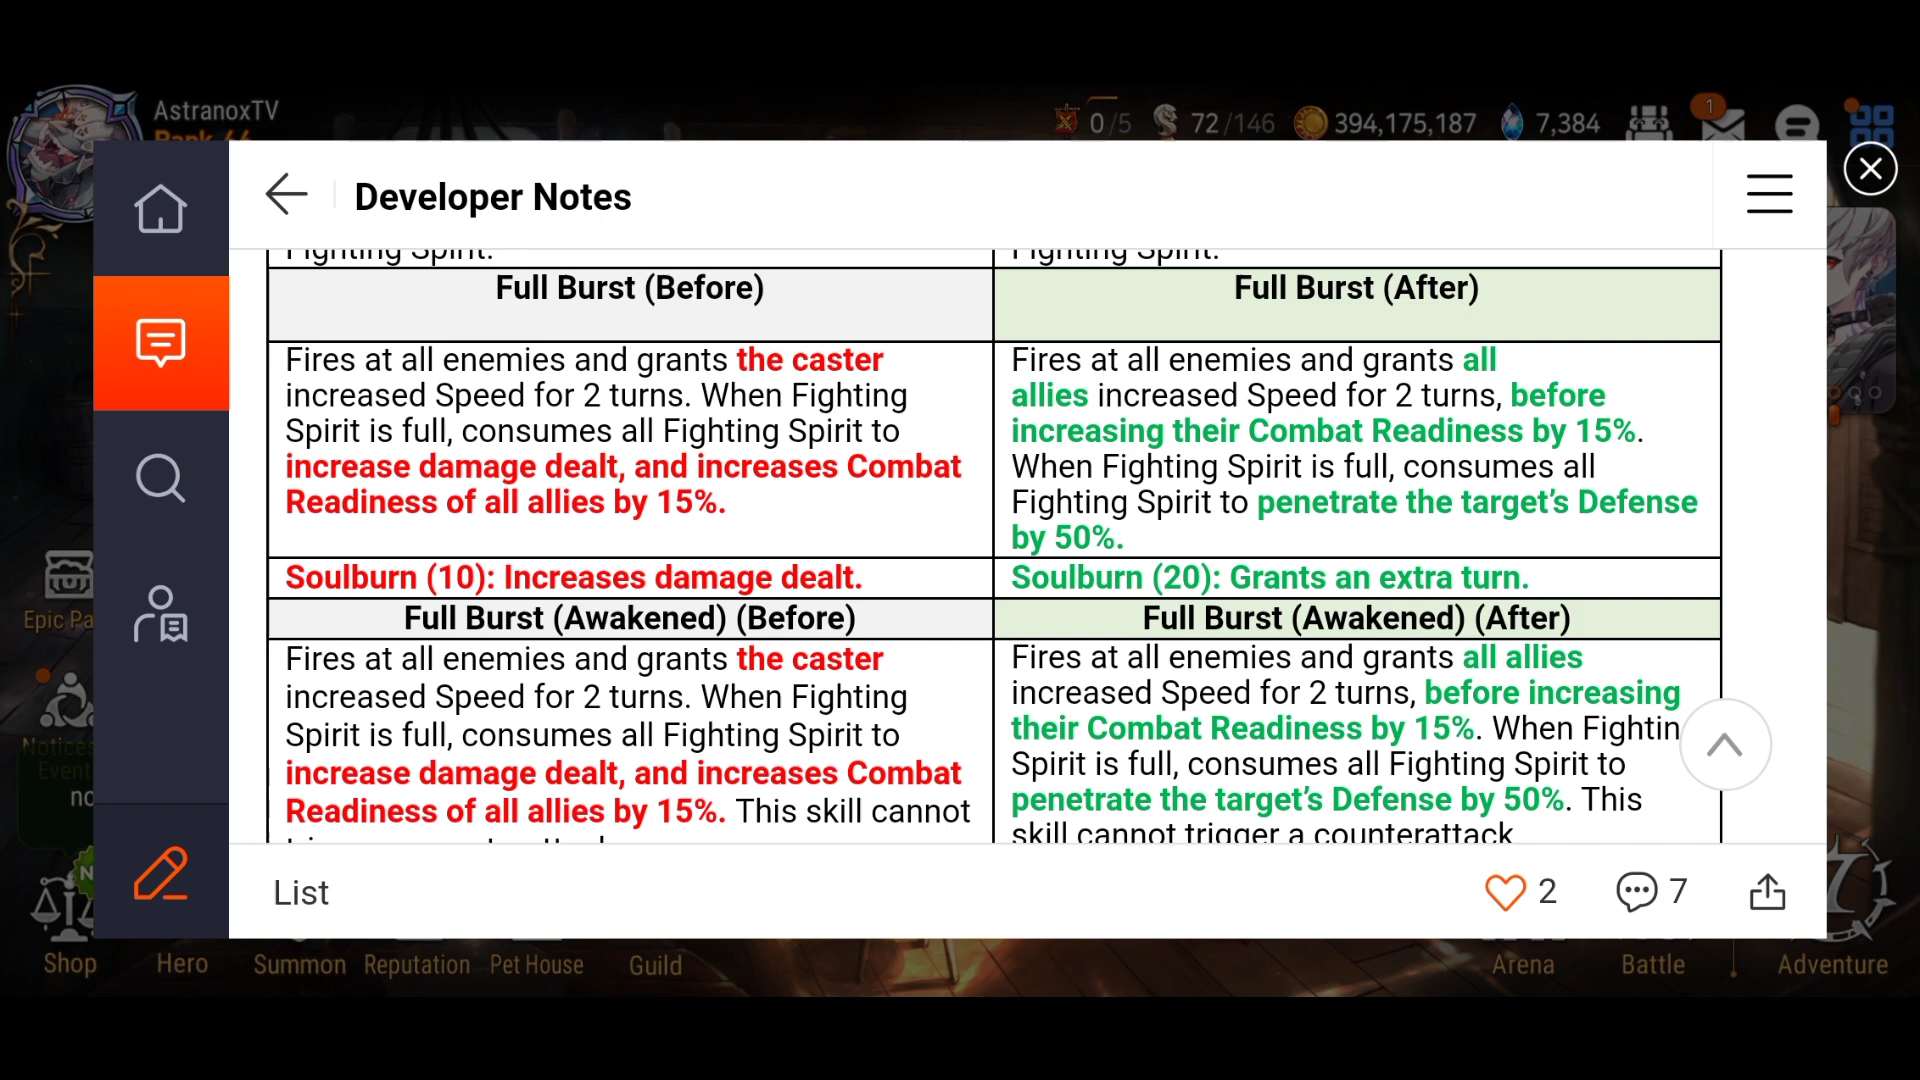 AstranoxTV
Rank 66
0/5
72/146
394,175,187
7,384
1
Developer Notes
Fighting Spirit.
Fighting Spirit.
Full Burst (Before)
Full Burst (After)
Fires at all enemies and grants the caster
increased Speed for 2 turns. When Fighting
Spirit is full, consumes all Fighting Spirit to
increase damage dealt, and increases Combat
Readiness of all allies by 15%.
Fires at all enemies and grants all
allies increased Speed for 2 turns, before
increasing their Combat Readiness by 15%.
When Fighting Spirit is full, consumes all
Fighting Spirit to penetrate the target’s Defense
by 50%.
Soulburn (10): Increases damage dealt.
Soulburn (20): Grants an extra turn.
Full Burst (Awakened) (Before)
Full Burst (Awakened) (After)
Fires at all enemies and grants the caster
increased Speed for 2 turns. When Fighting
Spirit is full, consumes all Fighting Spirit to
increase damage dealt, and increases Combat
Readiness of all allies by 15%. This skill cannot
Fires at all enemies and grants all allies
increased Speed for 2 turns, before increasing
their Combat Readiness by 15%. When Fightin
Spirit is full, consumes all Fighting Spirit to
penetrate the target’s Defense by 50%. This
skill cannot trigger a counterattack
Epic Pa
Notices
Event
no
N
List
2
7
Shop
Hero
Summon
Reputation
Pet House
Guild
Arena
Battle
Adventure